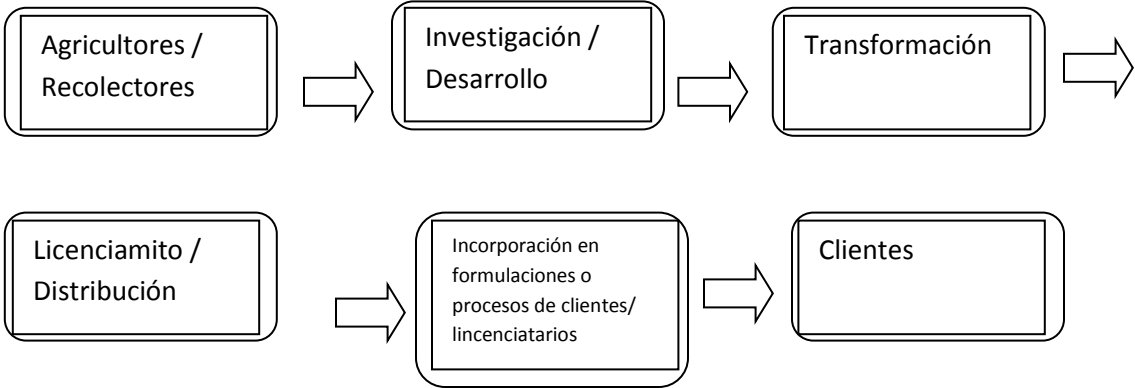 Agricultores /
Recolectores
Investigación /
Desarrollo
Transformación
Licenciamito /
Distribución
Incorporación en
formulaciones o
procesos de clientes/
lincenciatarios
Clientes